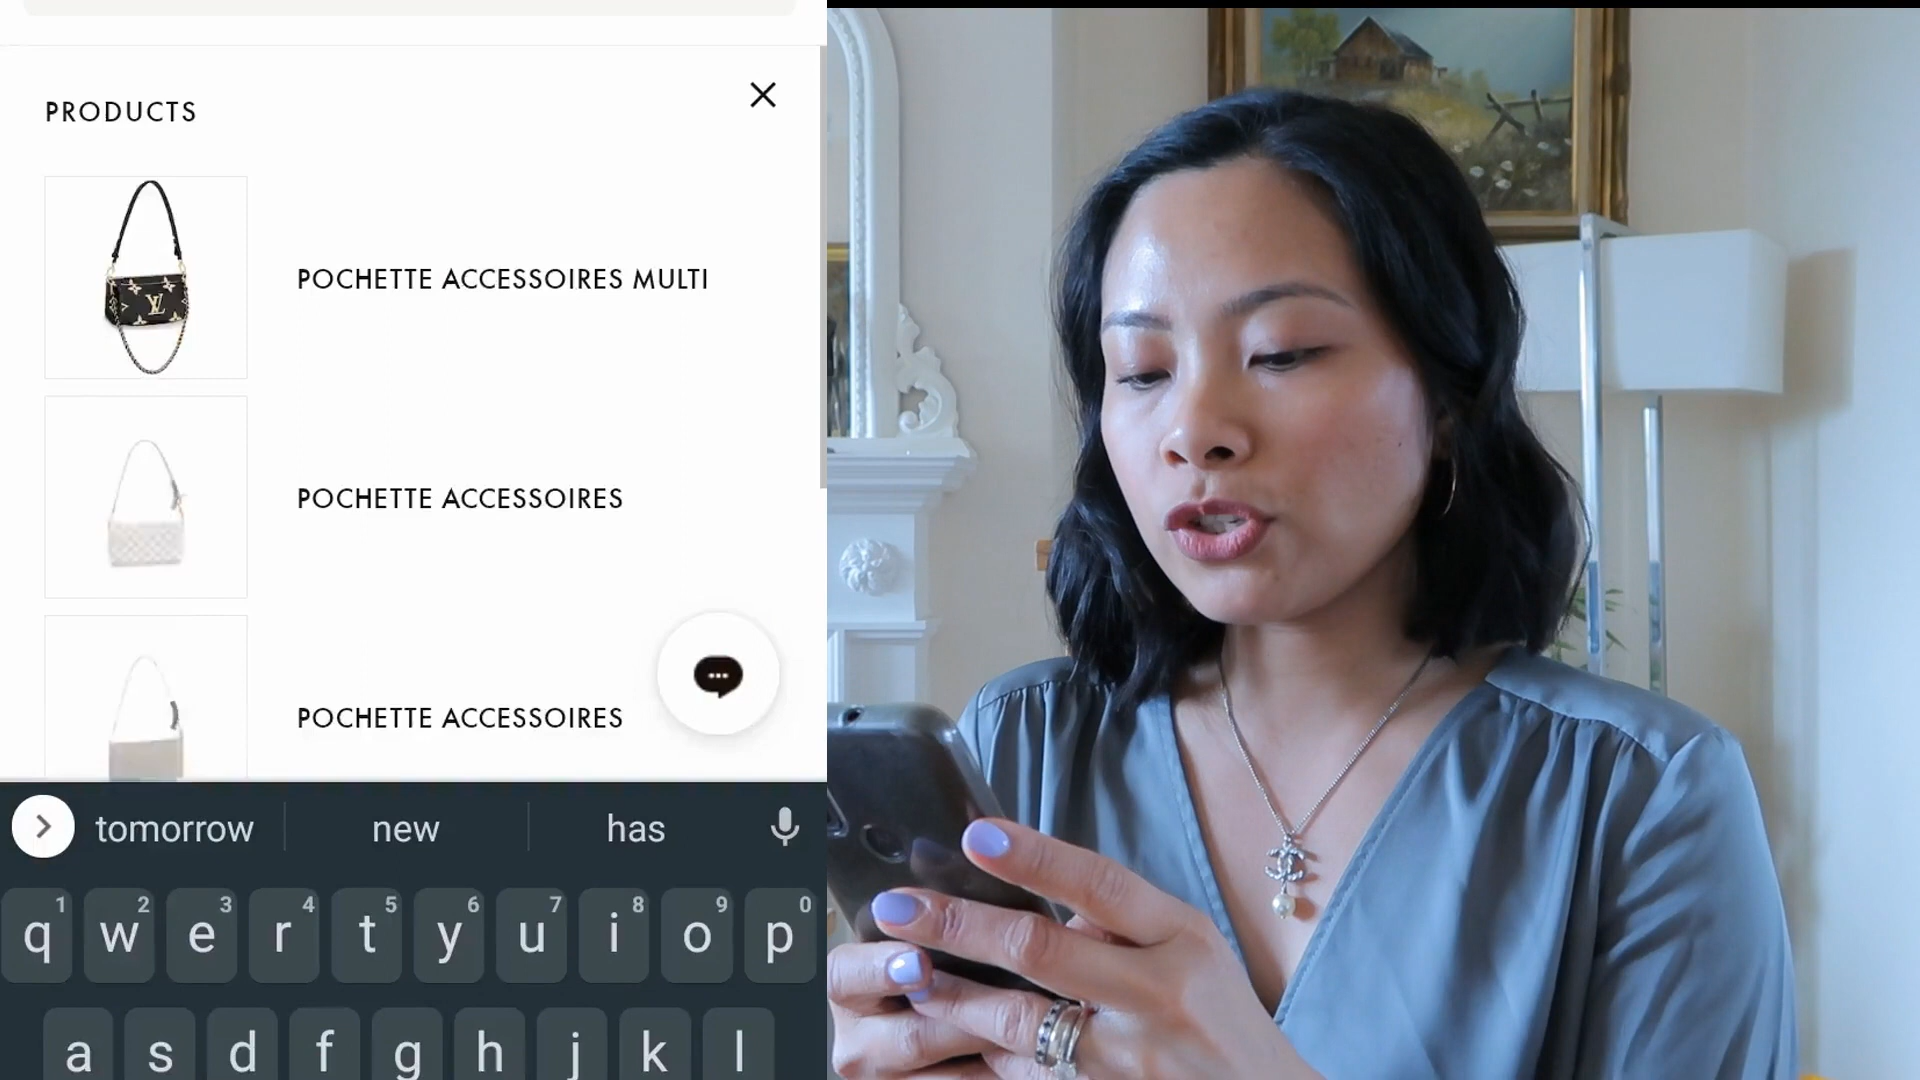 PRODUCTS
POCHETTE ACCESSOIRES MULTI
POCHETTE ACCESSOIRES
POCHETTE ACCESSOIRES
tomorrow new has
1 2 3 4 5 6 7 8 9 0
q w e r t y u i o p
a s d f g h j k l